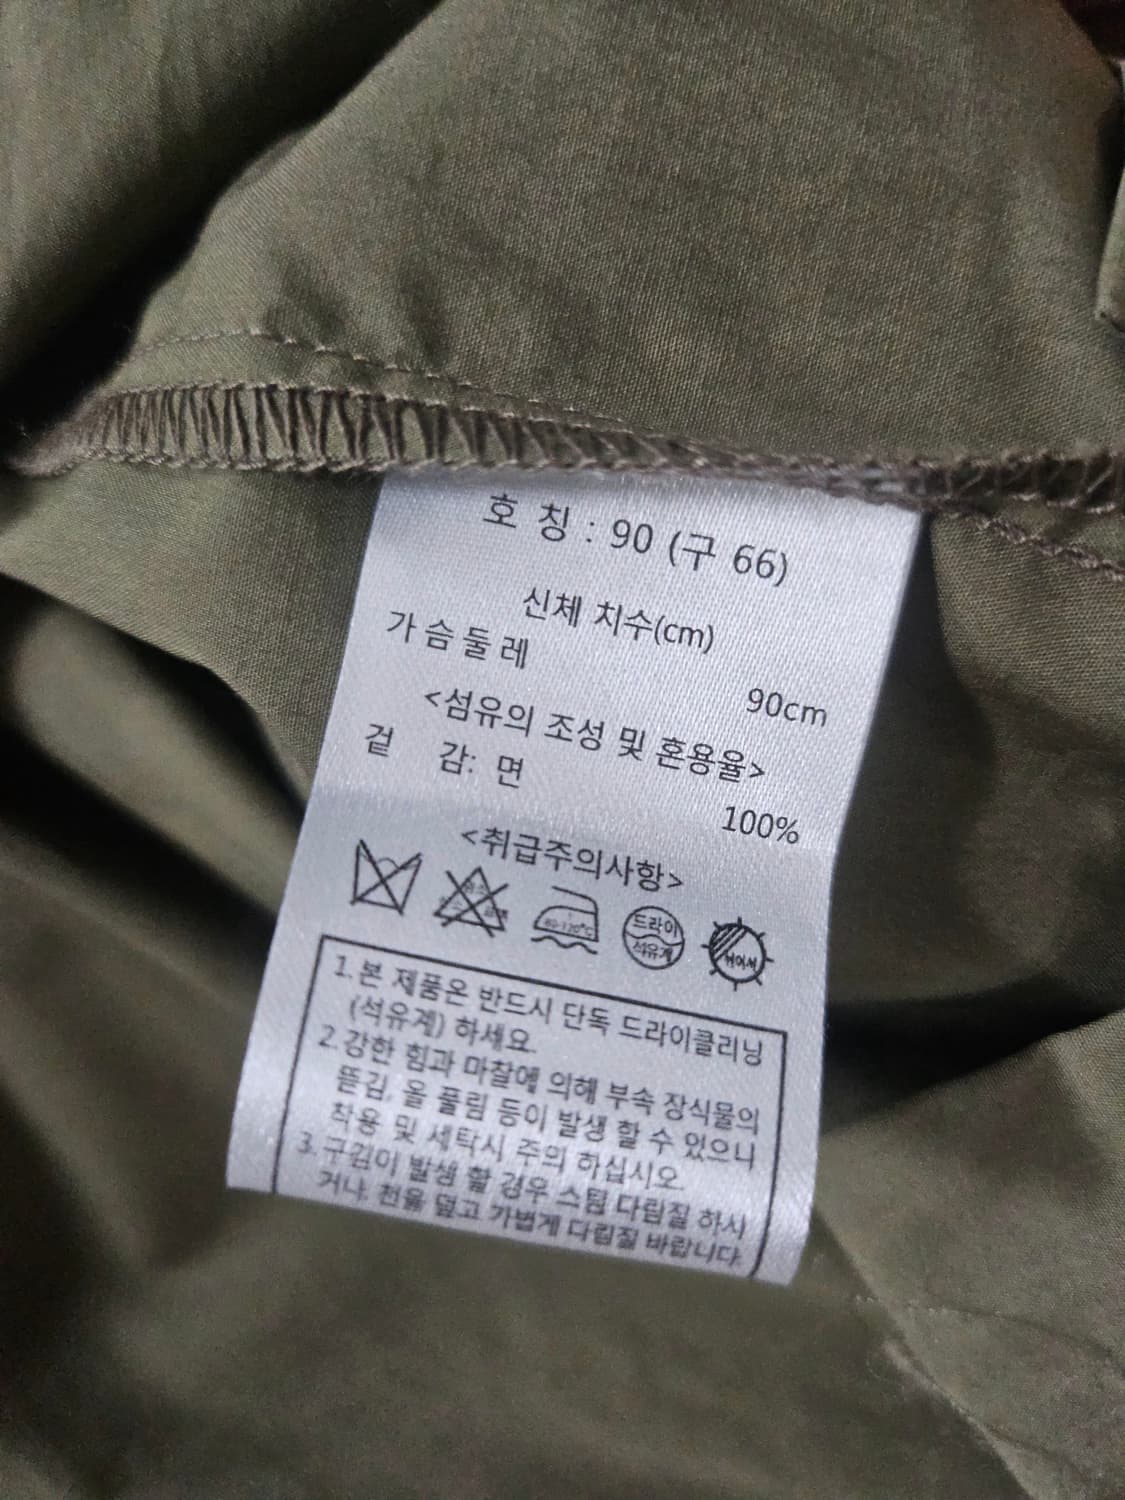 호 칭 : 90 (구 66)
신체 치수(cm)
가슴둘레
90cm
<섬유의 조성 및 혼용율>
겉 감: 면
100%
<취급주의사항>
80-120℃
드라이
석유계
뉘어서
1.본 제품은 반드시 단독 드라이클리닝
(석유계) 하세요.
2.강한 힘과 마찰에 의해 부속 장식물의
뜯김, 올 풀림 등이 발생 할 수 있으니
착용 및 세탁시 주의 하십시오.
3.구김이 발생 할 경우 스팀 다림질 하시
거나, 천을 덮고 가볍게 다림질 바랍니다.